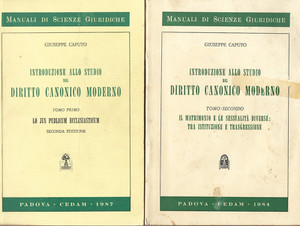 MANUALI DI SCIENZE GIURIDICHE
GIUSEPPE CAPUTO
INTRODUZIONE ALLO STUDIO
DEL
DIRITTO CANONICO MODERNO
TOMO PRIMO
LO JUS PUBLICUM ECCLESIASTICUM
SECONDA EDIZIONE
PADOVA - CEDAM - 1987
MANUALI DI SCIENZE GIURIDICHE
GIUSEPPE CAPUTO
INTRODUZIONE ALLO STUDIO
DEL
DIRITTO CANONICO MODERNO
TOMO SECONDO
IL MATRIMONIO E LE SESSUALITÀ DIVERSE:
TRA ISTITUZIONE E TRASGRESSIONE
PADOVA - CEDAM - 1984